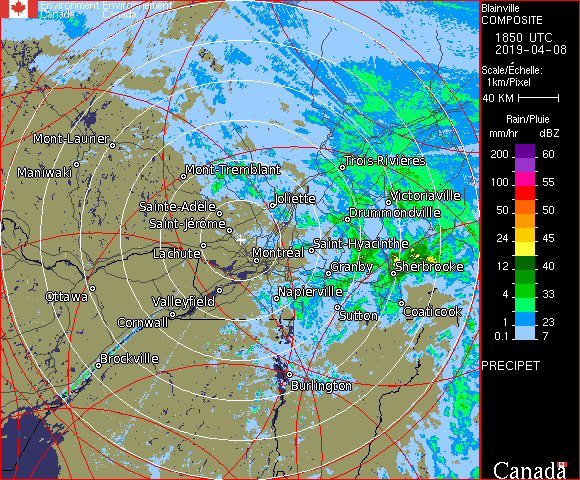 Environment Environnement
Canada Canada
Blainville
COMPOSITE
1850 UTC
2019-04-08
Scale/Échelle:
1km/Pixel
40 KM
Rain/Pluie
mm/hr dBZ
200 60
100 55
50 50
24 45
12 40
4 33
1 23
0.1 7
PRECIPET
Canada
Mont-Laurier
Maniwaki
Mont-Tremblant
Trois-Rivières
Victoriaville
Joliette
Sainte-Adèle
Drummondville
Saint-Jérôme
Lachute
Montréal
Saint-Hyacinthe
Granby
Sherbrooke
Ottawa
Valleyfield
Napierville
Cornwall
Sutton
Coaticook
Brockville
Burlington